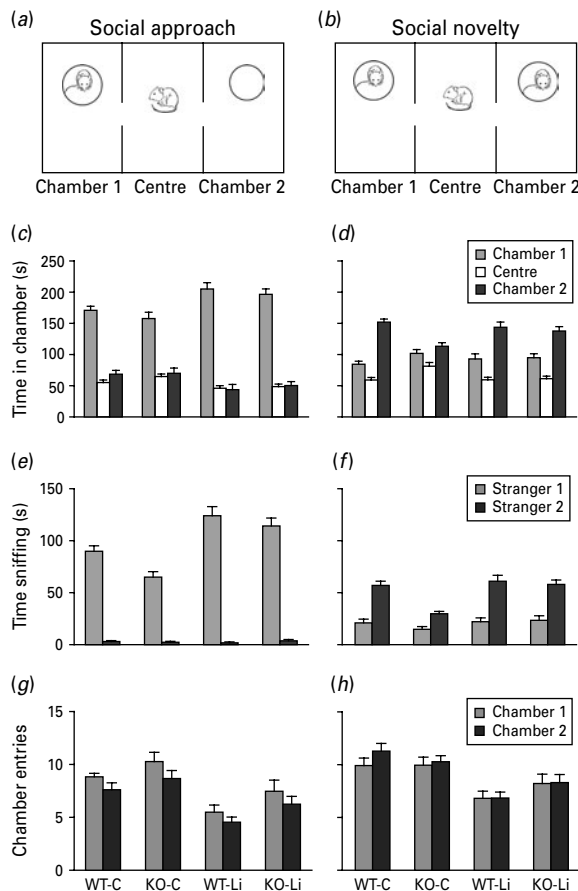 (a) Social approach
(b) Social novelty
Chamber 1 Centre Chamber 2
Chamber 1 Centre Chamber 2
(c)
Time in chamber (s)
250
200
150
100
50
0
(d)
Chamber 1
Centre
Chamber 2
(e)
Time sniffing (s)
150
100
50
0
(f)
Stranger 1
Stranger 2
(g)
Chamber entries
15
10
5
0
WT-C KO-C WT-Li KO-Li
(h)
Chamber 1
Chamber 2
WT-C KO-C WT-Li KO-Li